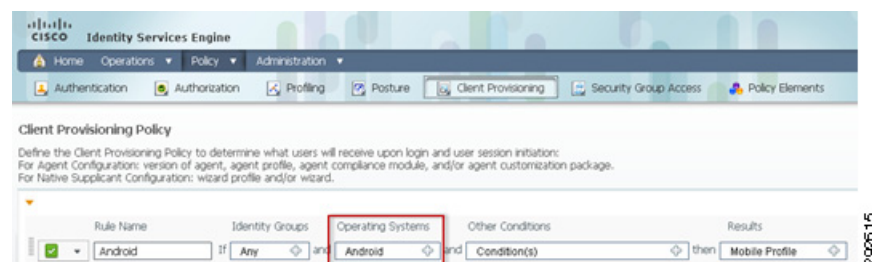 CISCO Identity Services Engine
Home Operations Policy Administration
Authentication Authorization Profiling Posture Client Provisioning Security Group Access Policy Elements
Client Provisioning Policy
Define the Client Provisioning Policy to determine what users will receive upon login and user session initiation:
For Agent Configuration: version of agent, agent profile, agent compliance module, and/or agent customization package.
For Native Supplicant Configuration: wizard profile and/or wizard.
Rule Name Identity Groups Operating Systems Other Conditions Results
Android If Any and Android and Condition(s) then Mobile Profile
292615